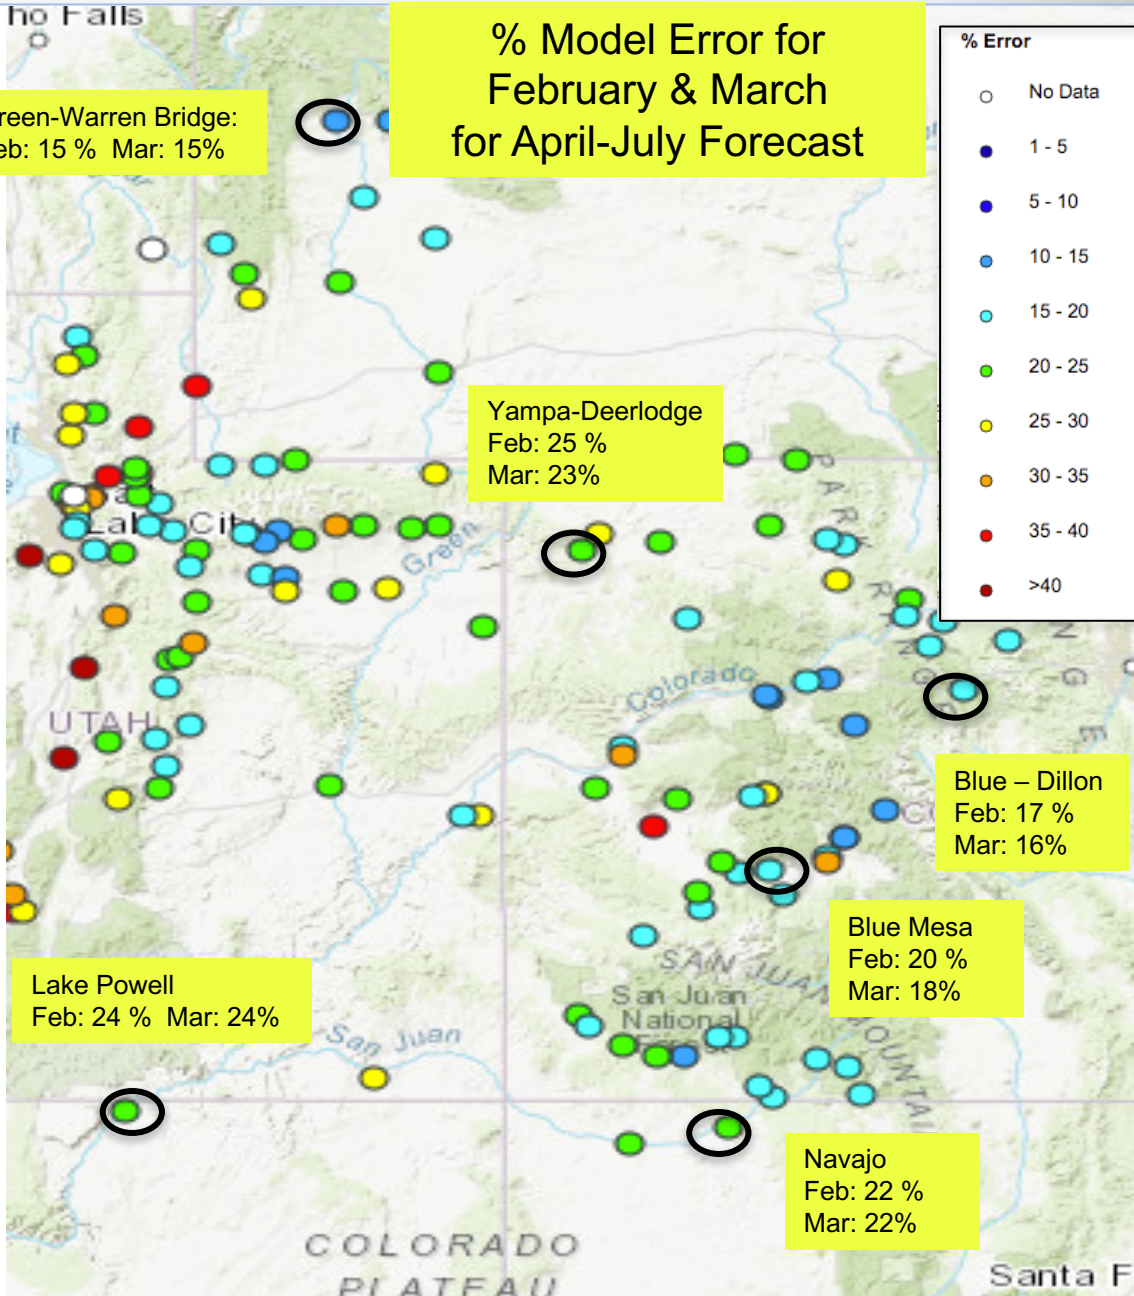 ho Falls
% Model Error for
February & March
for April-July Forecast
% Error
No Data
1 - 5
5 - 10
10 - 15
15 - 20
20 - 25
25 - 30
30 - 35
35 - 40
>40
reen-Warren Bridge:
eb: 15 % Mar: 15%
Yampa-Deerlodge
Feb: 25 %
Mar: 23%
Green
PARK
RANGE
Colorado
UTAH
Blue – Dillon
Feb: 17 %
Mar: 16%
Blue Mesa
Feb: 20 %
Mar: 18%
SAN JUAN
MOUNTAI
San Juan
National
Lake Powell
Feb: 24 % Mar: 24%
San Juan
Navajo
Feb: 22 %
Mar: 22%
COLORADO
PLATEAU
Santa F